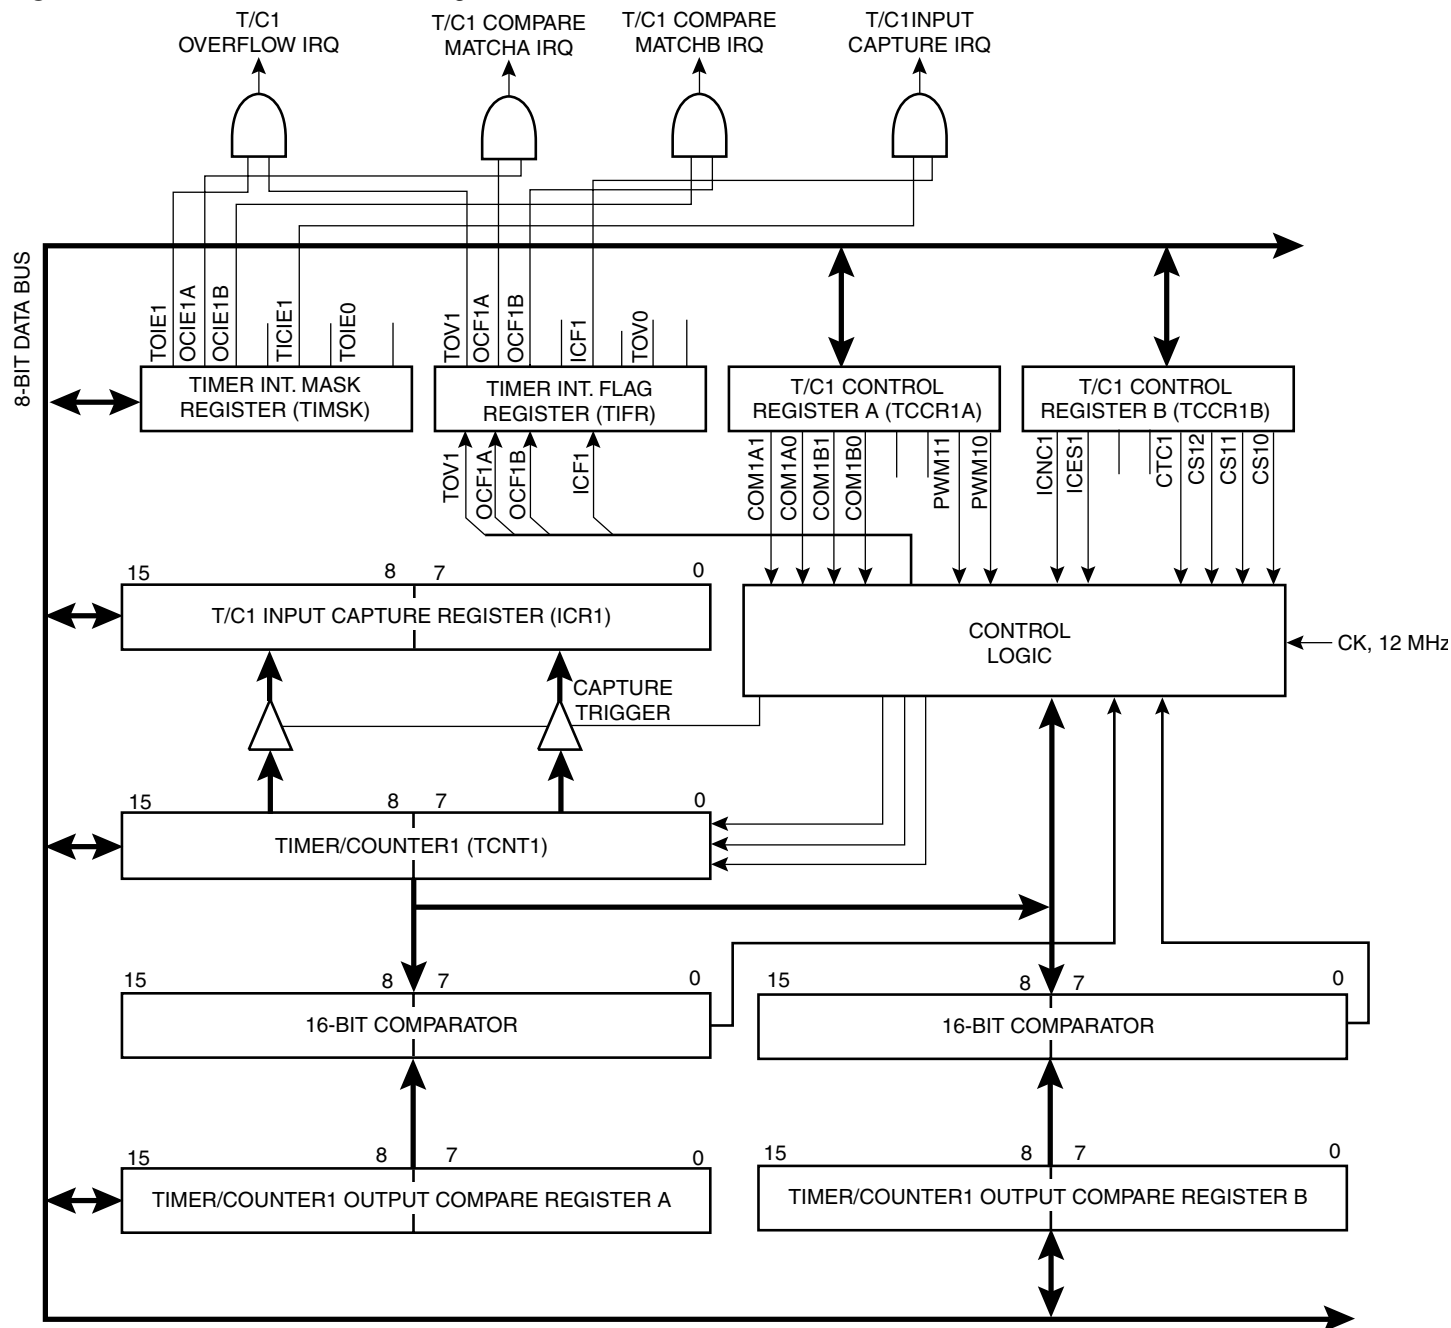 T/C1
OVERFLOW IRQ
T/C1 COMPARE
MATCHA IRQ
T/C1 COMPARE
MATCHB IRQ
T/C1INPUT
CAPTURE IRQ
8-BIT DATA BUS
TOIE1
OCIE1A
OCIE1B
TICIE1
TOIE0
TOV1
OCF1A
OCF1B
ICF1
TOV0
TIMER INT. MASK
REGISTER (TIMSK)
TIMER INT. FLAG
REGISTER (TIFR)
T/C1 CONTROL
REGISTER A (TCCR1A)
T/C1 CONTROL
REGISTER B (TCCR1B)
TOV1
OCF1A
OCF1B
ICF1
COM1A1
COM1A0
COM1B1
COM1B0
PWM11
PWM10
ICNC1
ICES1
CTC1
CS12
CS11
CS10
15 8 7 0
T/C1 INPUT CAPTURE REGISTER (ICR1)
CONTROL
LOGIC
CK, 12 MHz
CAPTURE
TRIGGER
15 8 7 0
TIMER/COUNTER1 (TCNT1)
15 8 7 0
16-BIT COMPARATOR
15 8 7 0
16-BIT COMPARATOR
15 8 7 0
TIMER/COUNTER1 OUTPUT COMPARE REGISTER A
15 8 7 0
TIMER/COUNTER1 OUTPUT COMPARE REGISTER B